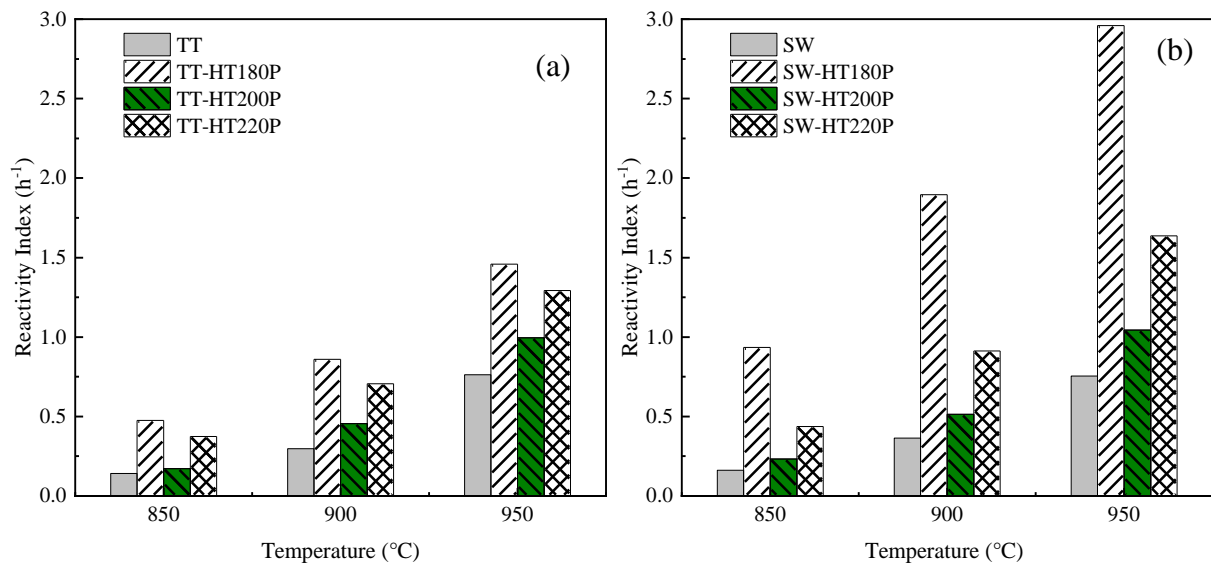 3.0
2.5
2.0
1.5
1.0
0.5
0.0
Reactivity Index (h-1)
TT
TT-HT180P
TT-HT200P
TT-HT220P
(a)
850
900
950
Temperature (°C)
3.0
2.5
2.0
1.5
1.0
0.5
0.0
Reactivity Index (h-1)
SW
SW-HT180P
SW-HT200P
SW-HT220P
(b)
850
900
950
Temperature (°C)